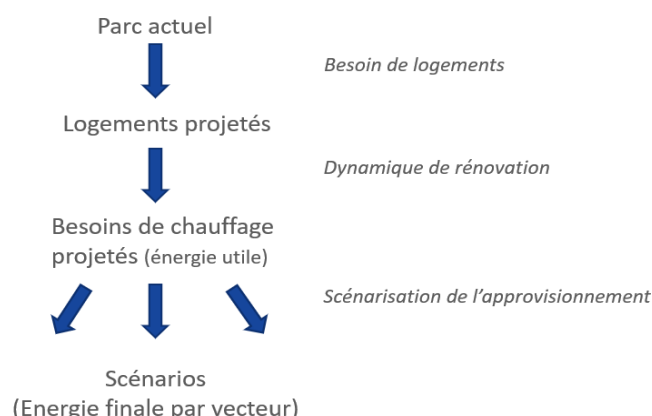 Parc actuel
Besoin de logements
Logements projetés
Dynamique de rénovation
Besoins de chauffage
projetés (énergie utile)
Scénarisation de l'approvisionnement
Scénarios
(Energie finale par vecteur)